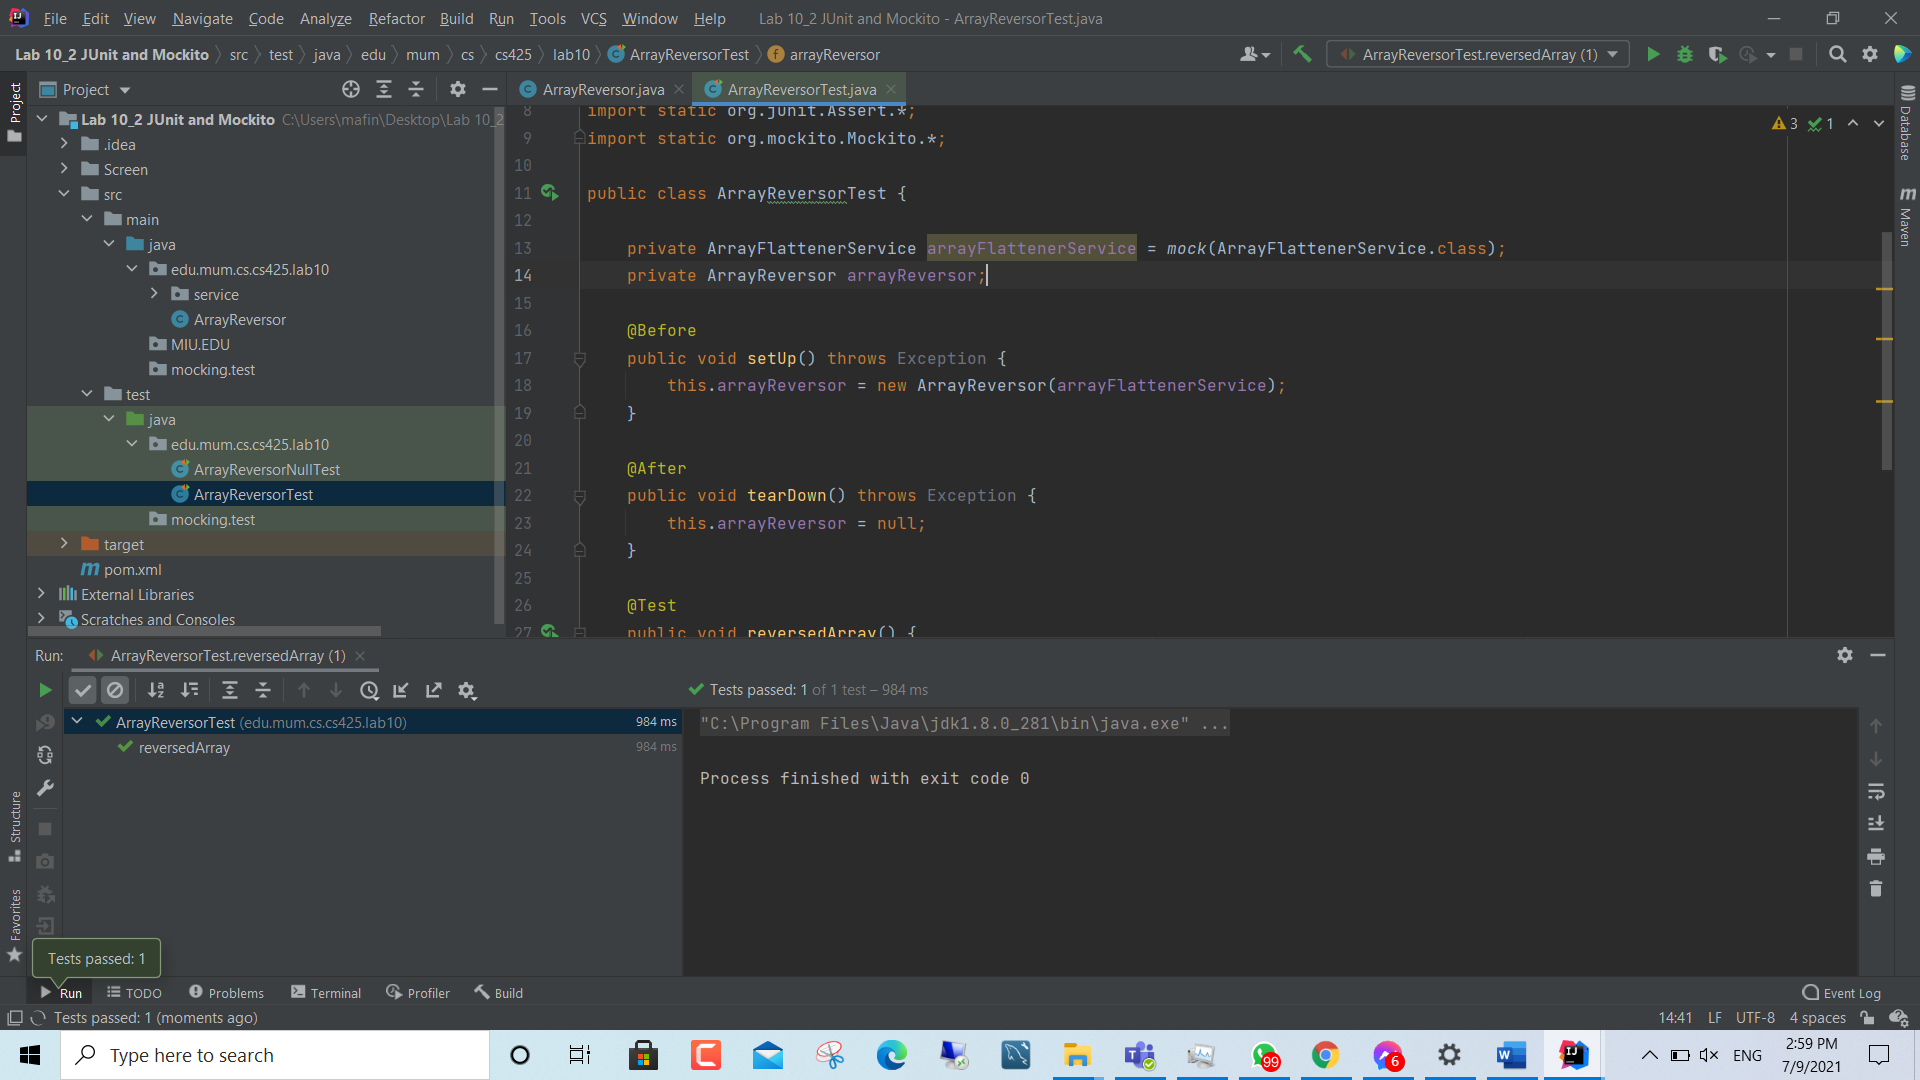 File Edit View Navigate Code Analyze Refactor Build Run Tools VCS Window Help Lab 10_2 JUnit and Mockito - ArrayReversorTest.java
Lab 10_2 JUnit and Mockito src test java edu mum cs cs425 lab10 ArrayReversorTest arrayReversor ArrayReversorTest.reversedArray (1)
Project
Project
ArrayReversor.java ArrayReversorTest.java
Lab 10_2 JUnit and Mockito C:\Users\mafin\Desktop\Lab 10_2
.idea
Screen
src
main
java
edu.mum.cs.cs425.lab10
service
ArrayReversor
MIU.EDU
mocking.test
test
java
edu.mum.cs.cs425.lab10
ArrayReversorNullTest
ArrayReversorTest
mocking.test
target
pom.xml
External Libraries
Scratches and Consoles
8 import static org.junit.Assert.*;
9 import static org.mockito.Mockito.*;
10
11 public class ArrayReversorTest {
12
13 private ArrayFlattenerService arrayFlattenerService = mock(ArrayFlattenerService.class);
14 private ArrayReversor arrayReversor;
15
16 @Before
17 public void setUp() throws Exception {
18 this.arrayReversor = new ArrayReversor(arrayFlattenerService);
19 }
20
21 @After
22 public void tearDown() throws Exception {
23 this.arrayReversor = null;
24 }
25
26 @Test
27 public void reversedArray() {
3 1
Database
Maven
Run: ArrayReversorTest.reversedArray (1)
Tests passed: 1 of 1 test – 984 ms
ArrayReversorTest (edu.mum.cs.cs425.lab10) 984 ms
reversedArray 984 ms
"C:\Program Files\Java\jdk1.8.0_281\bin\java.exe" ...
Process finished with exit code 0
Structure
Favorites
Tests passed: 1
Run TODO Problems Terminal Profiler Build Event Log
Tests passed: 1 (moments ago) 14:41 LF UTF-8 4 spaces
Type here to search
99
6
ENG
2:59 PM
7/9/2021